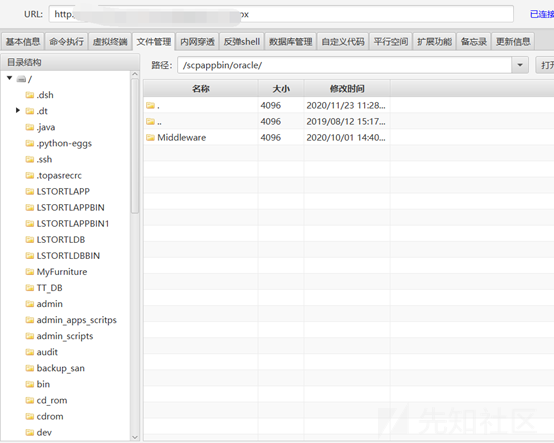 URL: http:
ox
已连接
基本信息 命令执行 虚拟终端 文件管理 内网穿透 反弹shell 数据库管理 自定义代码 平行空间 扩展功能 备忘录 更新信息
目录结构
路径: /scpappbin/oracle/ 打开
/
.dsh
.dt
.java
.python-eggs
.ssh
.topasrecrc
LSTORTLAPP
LSTORTLAPPBIN
LSTORTLAPPBIN1
LSTORTLDB
LSTORTLDBBIN
MyFurniture
TT_DB
admin
admin_apps_scritps
admin_scripts
audit
backup_san
bin
cd_rom
cdrom
dev
名称 大小 修改时间
. 4096 2020/11/23 11:28...
.. 4096 2019/08/12 15:17...
Middleware 4096 2020/10/01 14:40...
先知社区